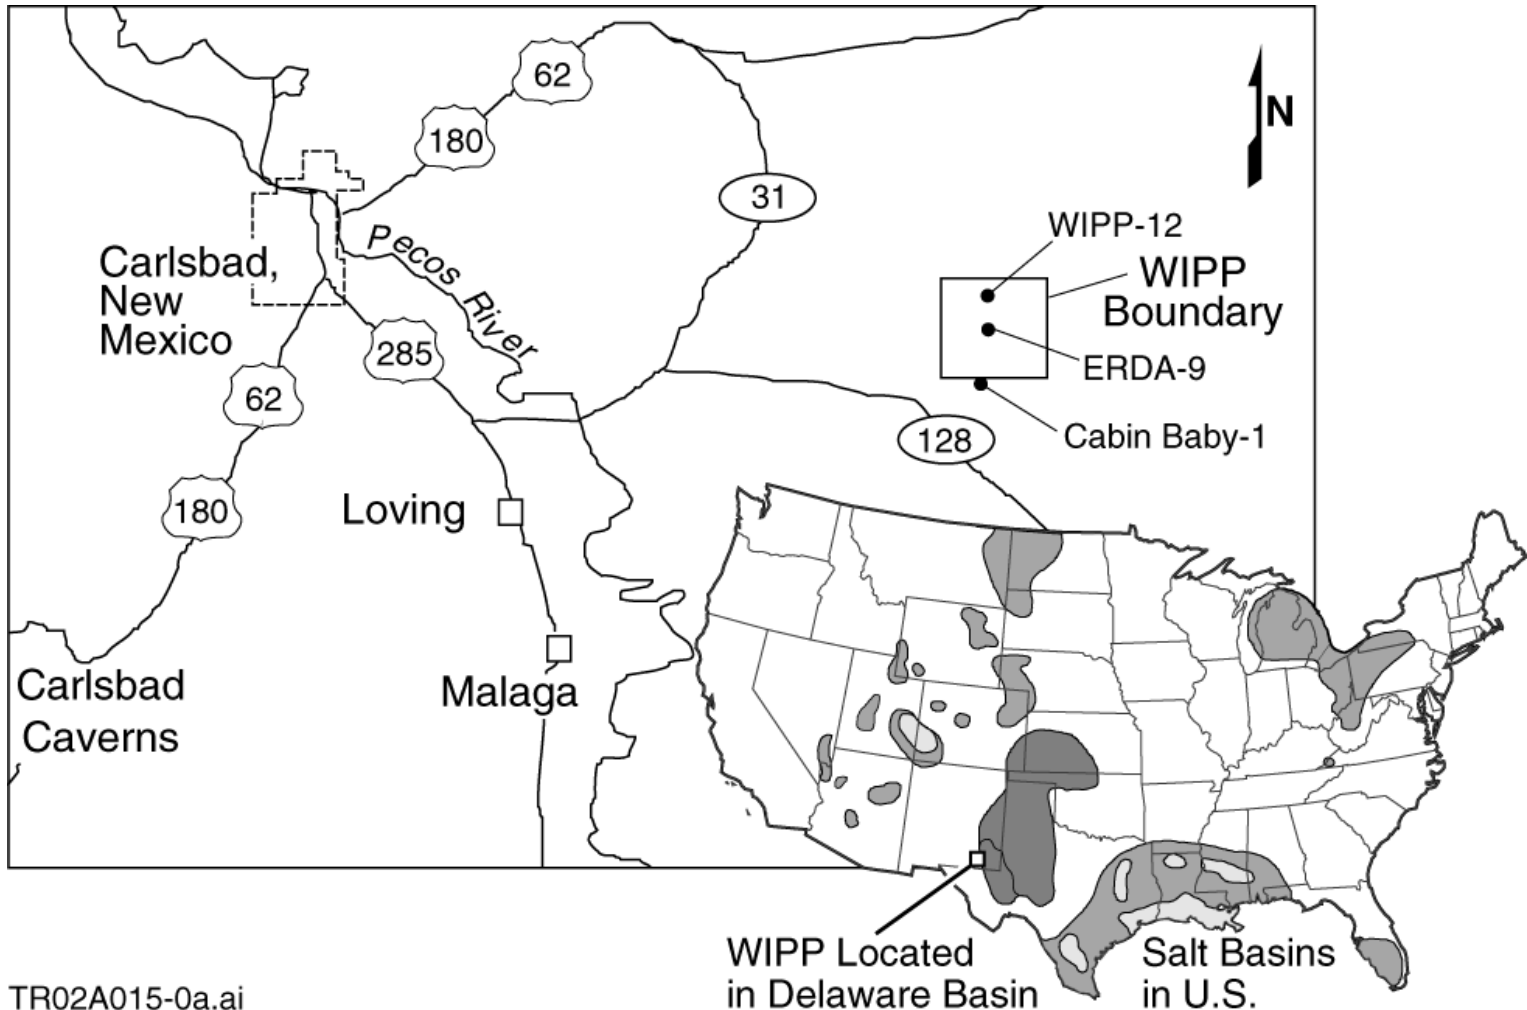 62
180
N
31
Pecos River
WIPP-12
WIPP
Boundary
Carlsbad,
New
Mexico
285
ERDA-9
62
Cabin Baby-1
128
180
Loving
Carlsbad
Caverns
Malaga
WIPP Located
in Delaware Basin
Salt Basins
in U.S.
TR02A015-0a.ai